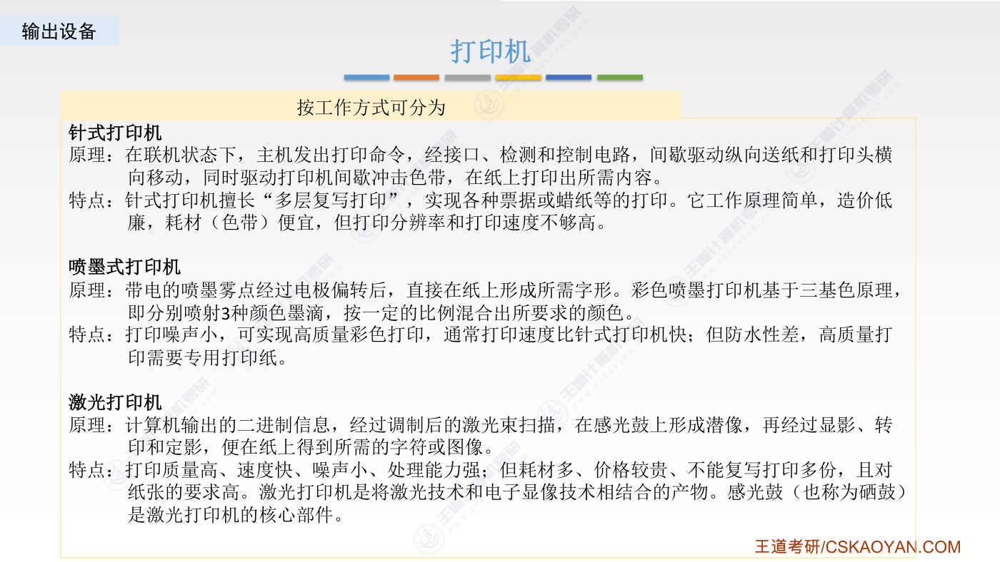 输出设备
打印机
按工作方式可分为
针式打印机
原理：在联机状态下，主机发出打印命令，经接口、检测和控制电路，间歇驱动纵向送纸和打印头横
向移动，同时驱动打印机间歇冲击色带，在纸上打印出所需内容。
特点：针式打印机擅长“多层复写打印”，实现各种票据或蜡纸等的打印。它工作原理简单，造价低
廉，耗材（色带）便宜，但打印分辨率和打印速度不够高。
喷墨式打印机
原理：带电的喷墨雾点经过电极偏转后，直接在纸上形成所需字形。彩色喷墨打印机基于三基色原理，
即分别喷射3种颜色墨滴，按一定的比例混合出所要求的颜色。
特点：打印噪声小，可实现高质量彩色打印，通常打印速度比针式打印机快；但防水性差，高质量打
印需要专用打印纸。
激光打印机
原理：计算机输出的二进制信息，经过调制后的激光束扫描，在感光鼓上形成潜像，再经过显影、转
印和定影，便在纸上得到所需的字符或图像。
特点：打印质量高、速度快、噪声小、处理能力强；但耗材多、价格较贵、不能复写打印多份，且对
纸张的要求高。激光打印机是将激光技术和电子显像技术相结合的产物。感光鼓（也称为硒鼓）
是激光打印机的核心部件。
王道考研/CSKAOYAN.COM